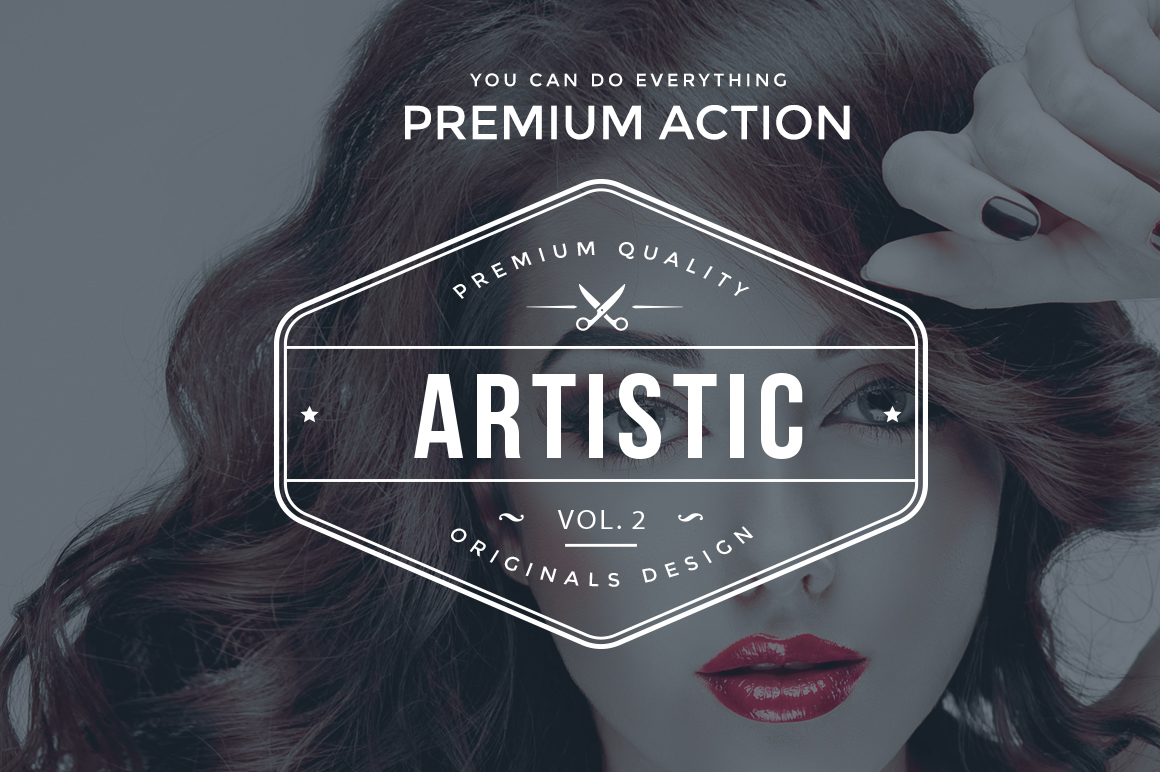 YOU CAN DO EVERYTHING
PREMIUM ACTION
PREMIUM QUALITY
ARTISTIC
VOL. 2
ORIGINALS DESIGN